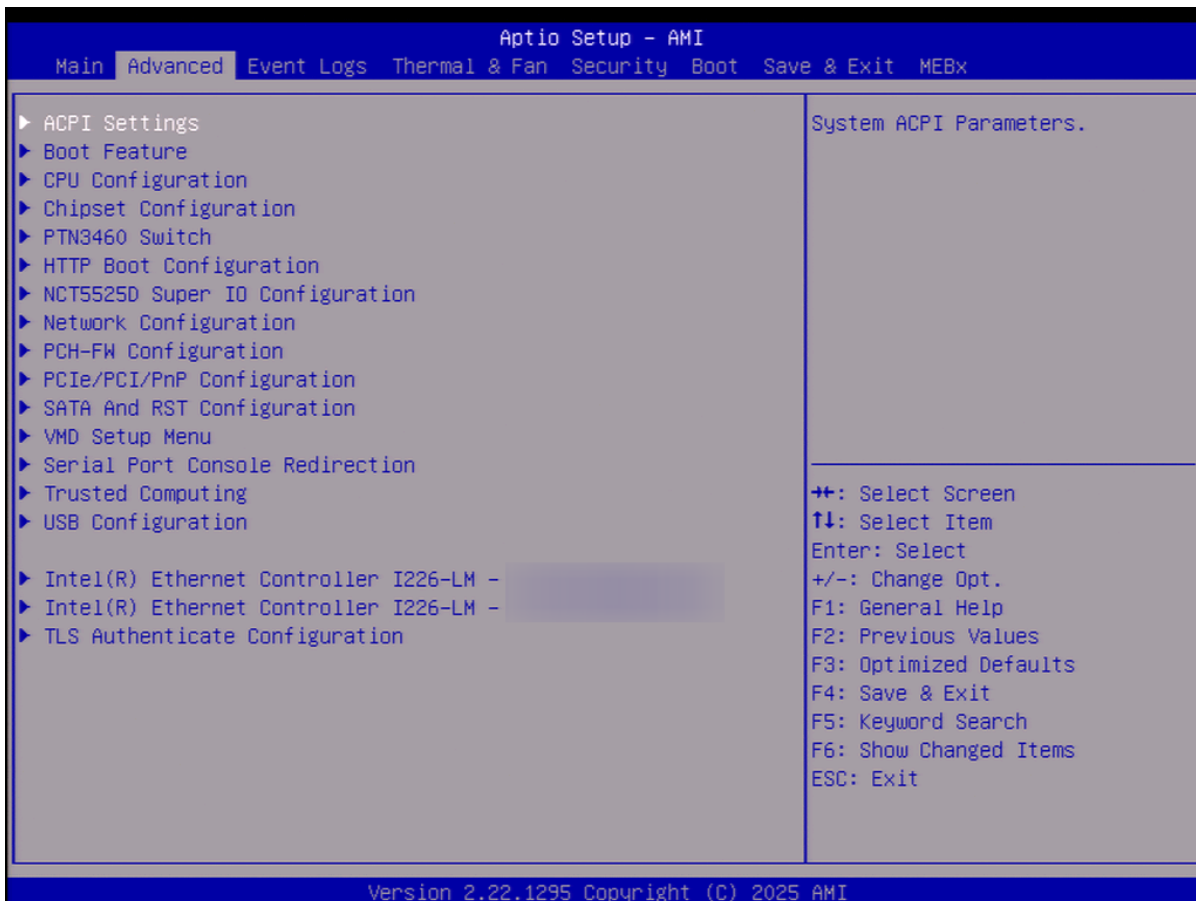 Aptio Setup – AMI
Main Advanced Event Logs Thermal & Fan Security Boot Save & Exit MEBx
▶ ACPI Settings
▶ Boot Feature
▶ CPU Configuration
▶ Chipset Configuration
▶ PTN3460 Switch
▶ HTTP Boot Configuration
▶ NCT5525D Super IO Configuration
▶ Network Configuration
▶ PCH-FW Configuration
▶ PCIe/PCI/PnP Configuration
▶ SATA And RST Configuration
▶ VMD Setup Menu
▶ Serial Port Console Redirection
▶ Trusted Computing
▶ USB Configuration
▶ Intel(R) Ethernet Controller I226-LM –
▶ Intel(R) Ethernet Controller I226-LM –
▶ TLS Authenticate Configuration
System ACPI Parameters.
→←: Select Screen
↑↓: Select Item
Enter: Select
+/-: Change Opt.
F1: General Help
F2: Previous Values
F3: Optimized Defaults
F4: Save & Exit
F5: Keyword Search
F6: Show Changed Items
ESC: Exit
Version 2.22.1295 Copyright (C) 2025 AMI